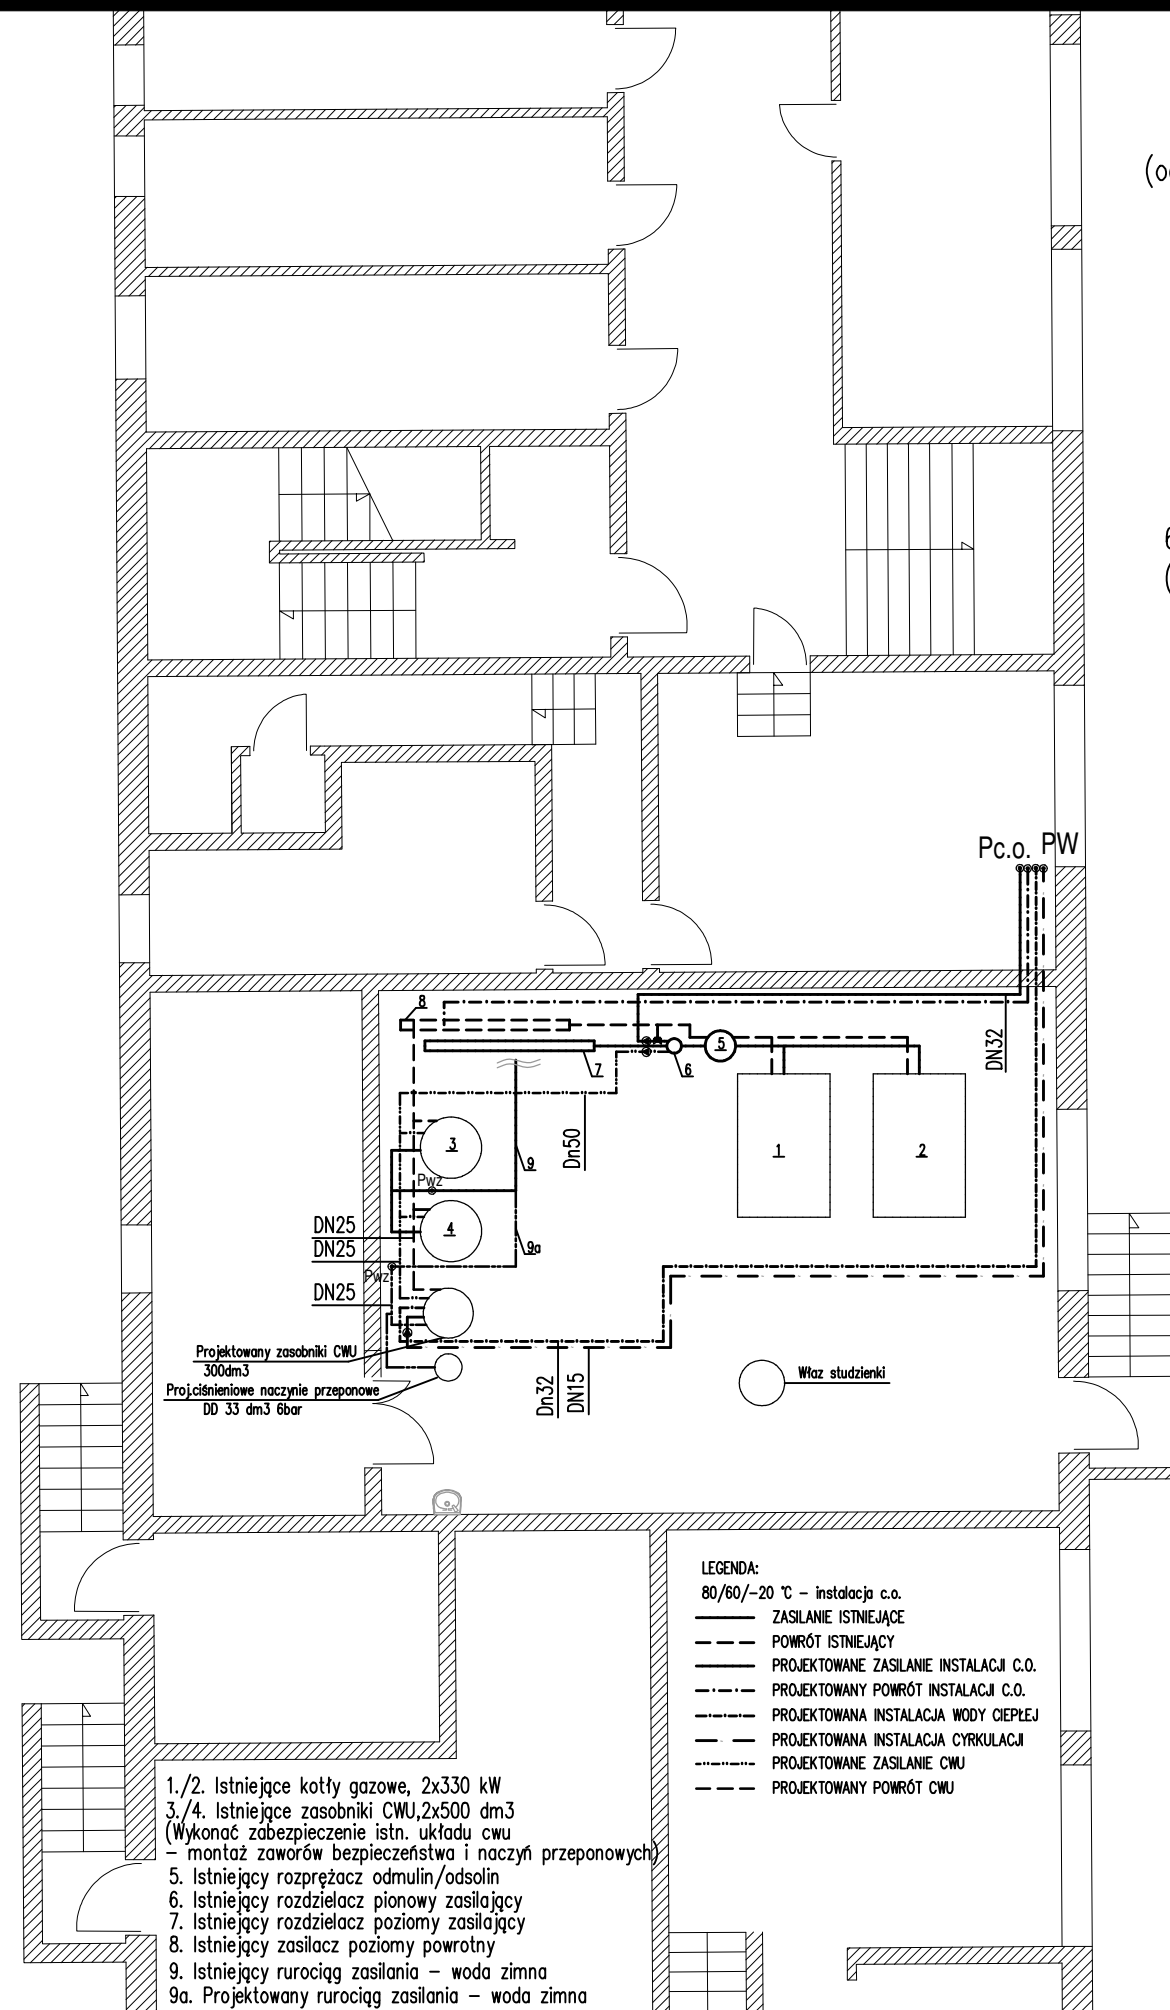 (o
6
(
Pc.o. PW
8
5
7
6
DN32
3
9
Dn50
1
2
Pwz
4
DN25
DN25
9a
Pwz
DN25
Projektowany zasobniki CWU
300dm3
Proj.ciśnieniowe naczynie przeponowe
DD 33 dm3 6bar
Dn32
DN15
Właz studzienki
LEGENDA:
80/60/-20 °C - instalacja c.o.
ZASILANIE ISTNIEJĄCE
POWRÓT ISTNIEJĄCY
PROJEKTOWANE ZASILANIE INSTALACJI C.O.
PROJEKTOWANY POWRÓT INSTALACJI C.O.
PROJEKTOWANA INSTALACJA WODY CIEPŁEJ
PROJEKTOWANA INSTALACJA CYRKULACJI
PROJEKTOWANE ZASILANIE CWU
PROJEKTOWANY POWRÓT CWU
1./2. Istniejące kotły gazowe, 2x330 kW
3./4. Istniejące zasobniki CWU,2x500 dm3
(Wykonać zabezpieczenie istn. układu cwu
- montaż zaworów bezpieczeństwa i naczyń przeponowych)
5. Istniejący rozprężacz odmulin/odsolin
6. Istniejący rozdzielacz pionowy zasilający
7. Istniejący rozdzielacz poziomy zasilający
8. Istniejący zasilacz poziomy powrotny
9. Istniejący rurociąg zasilania - woda zimna
9a. Projektowany rurociąg zasilania - woda zimna